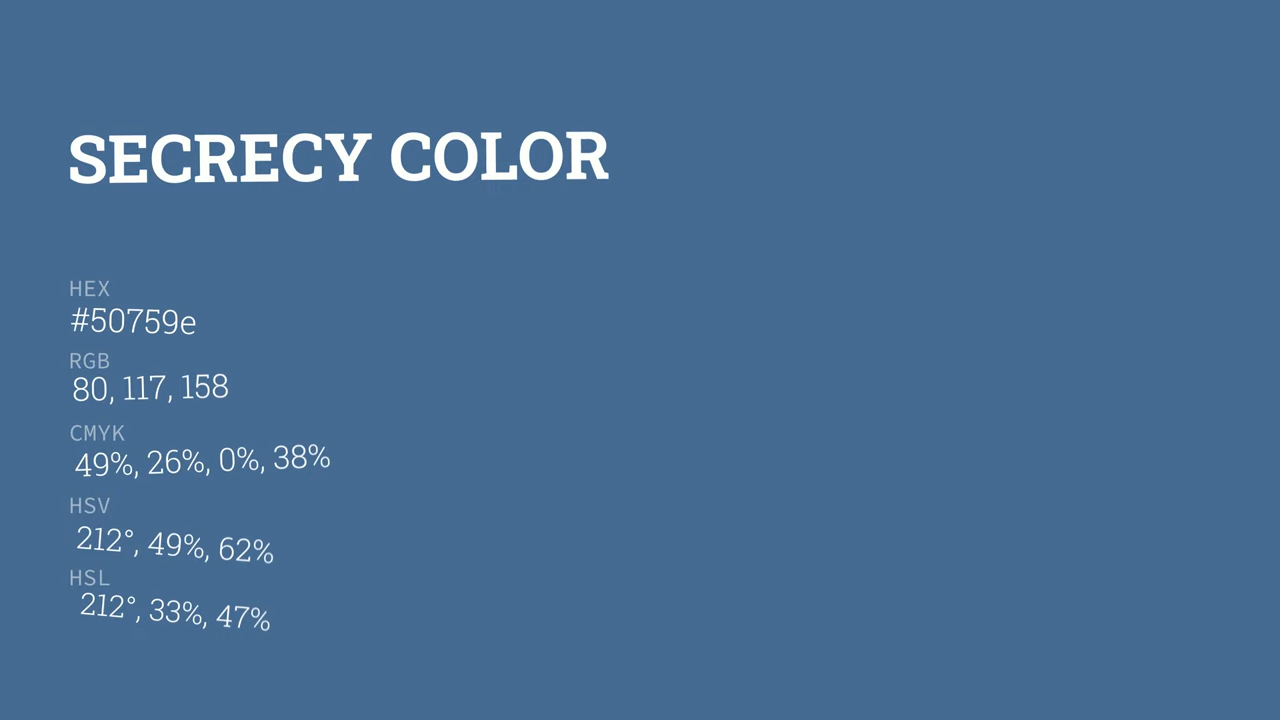 SECRECY COLOR
HEX
#50759e
RGB
80, 117, 158
CMYK
49%, 26%, 0%, 38%
HSV
212°, 49%, 62%
HSL
212°, 33%, 47%